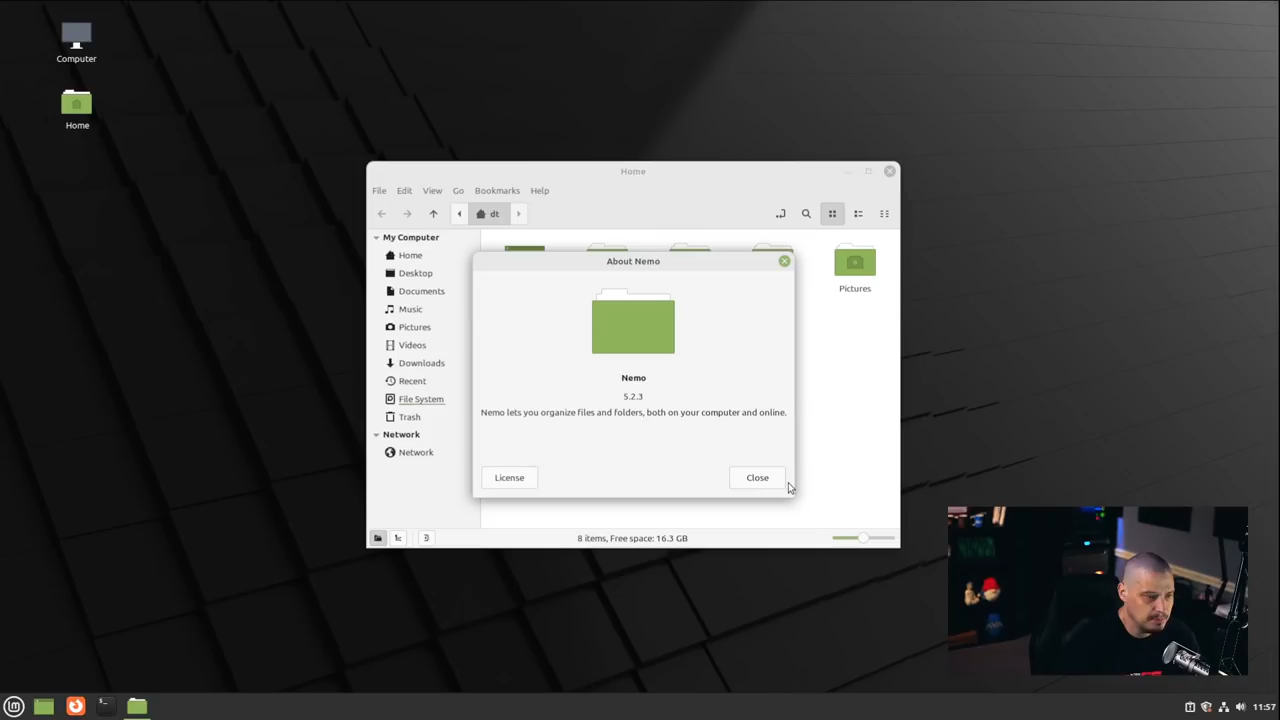 Computer
Home
Home
File Edit View Go Bookmarks Help
dt
My Computer
Home
Desktop
Documents
Music
Pictures
Videos
Downloads
Recent
File System
Trash
Network
Network
Pictures
About Nemo
Nemo
5.2.3
Nemo lets you organize files and folders, both on your computer and online.
License
Close
8 items, Free space: 16.3 GB
11:57